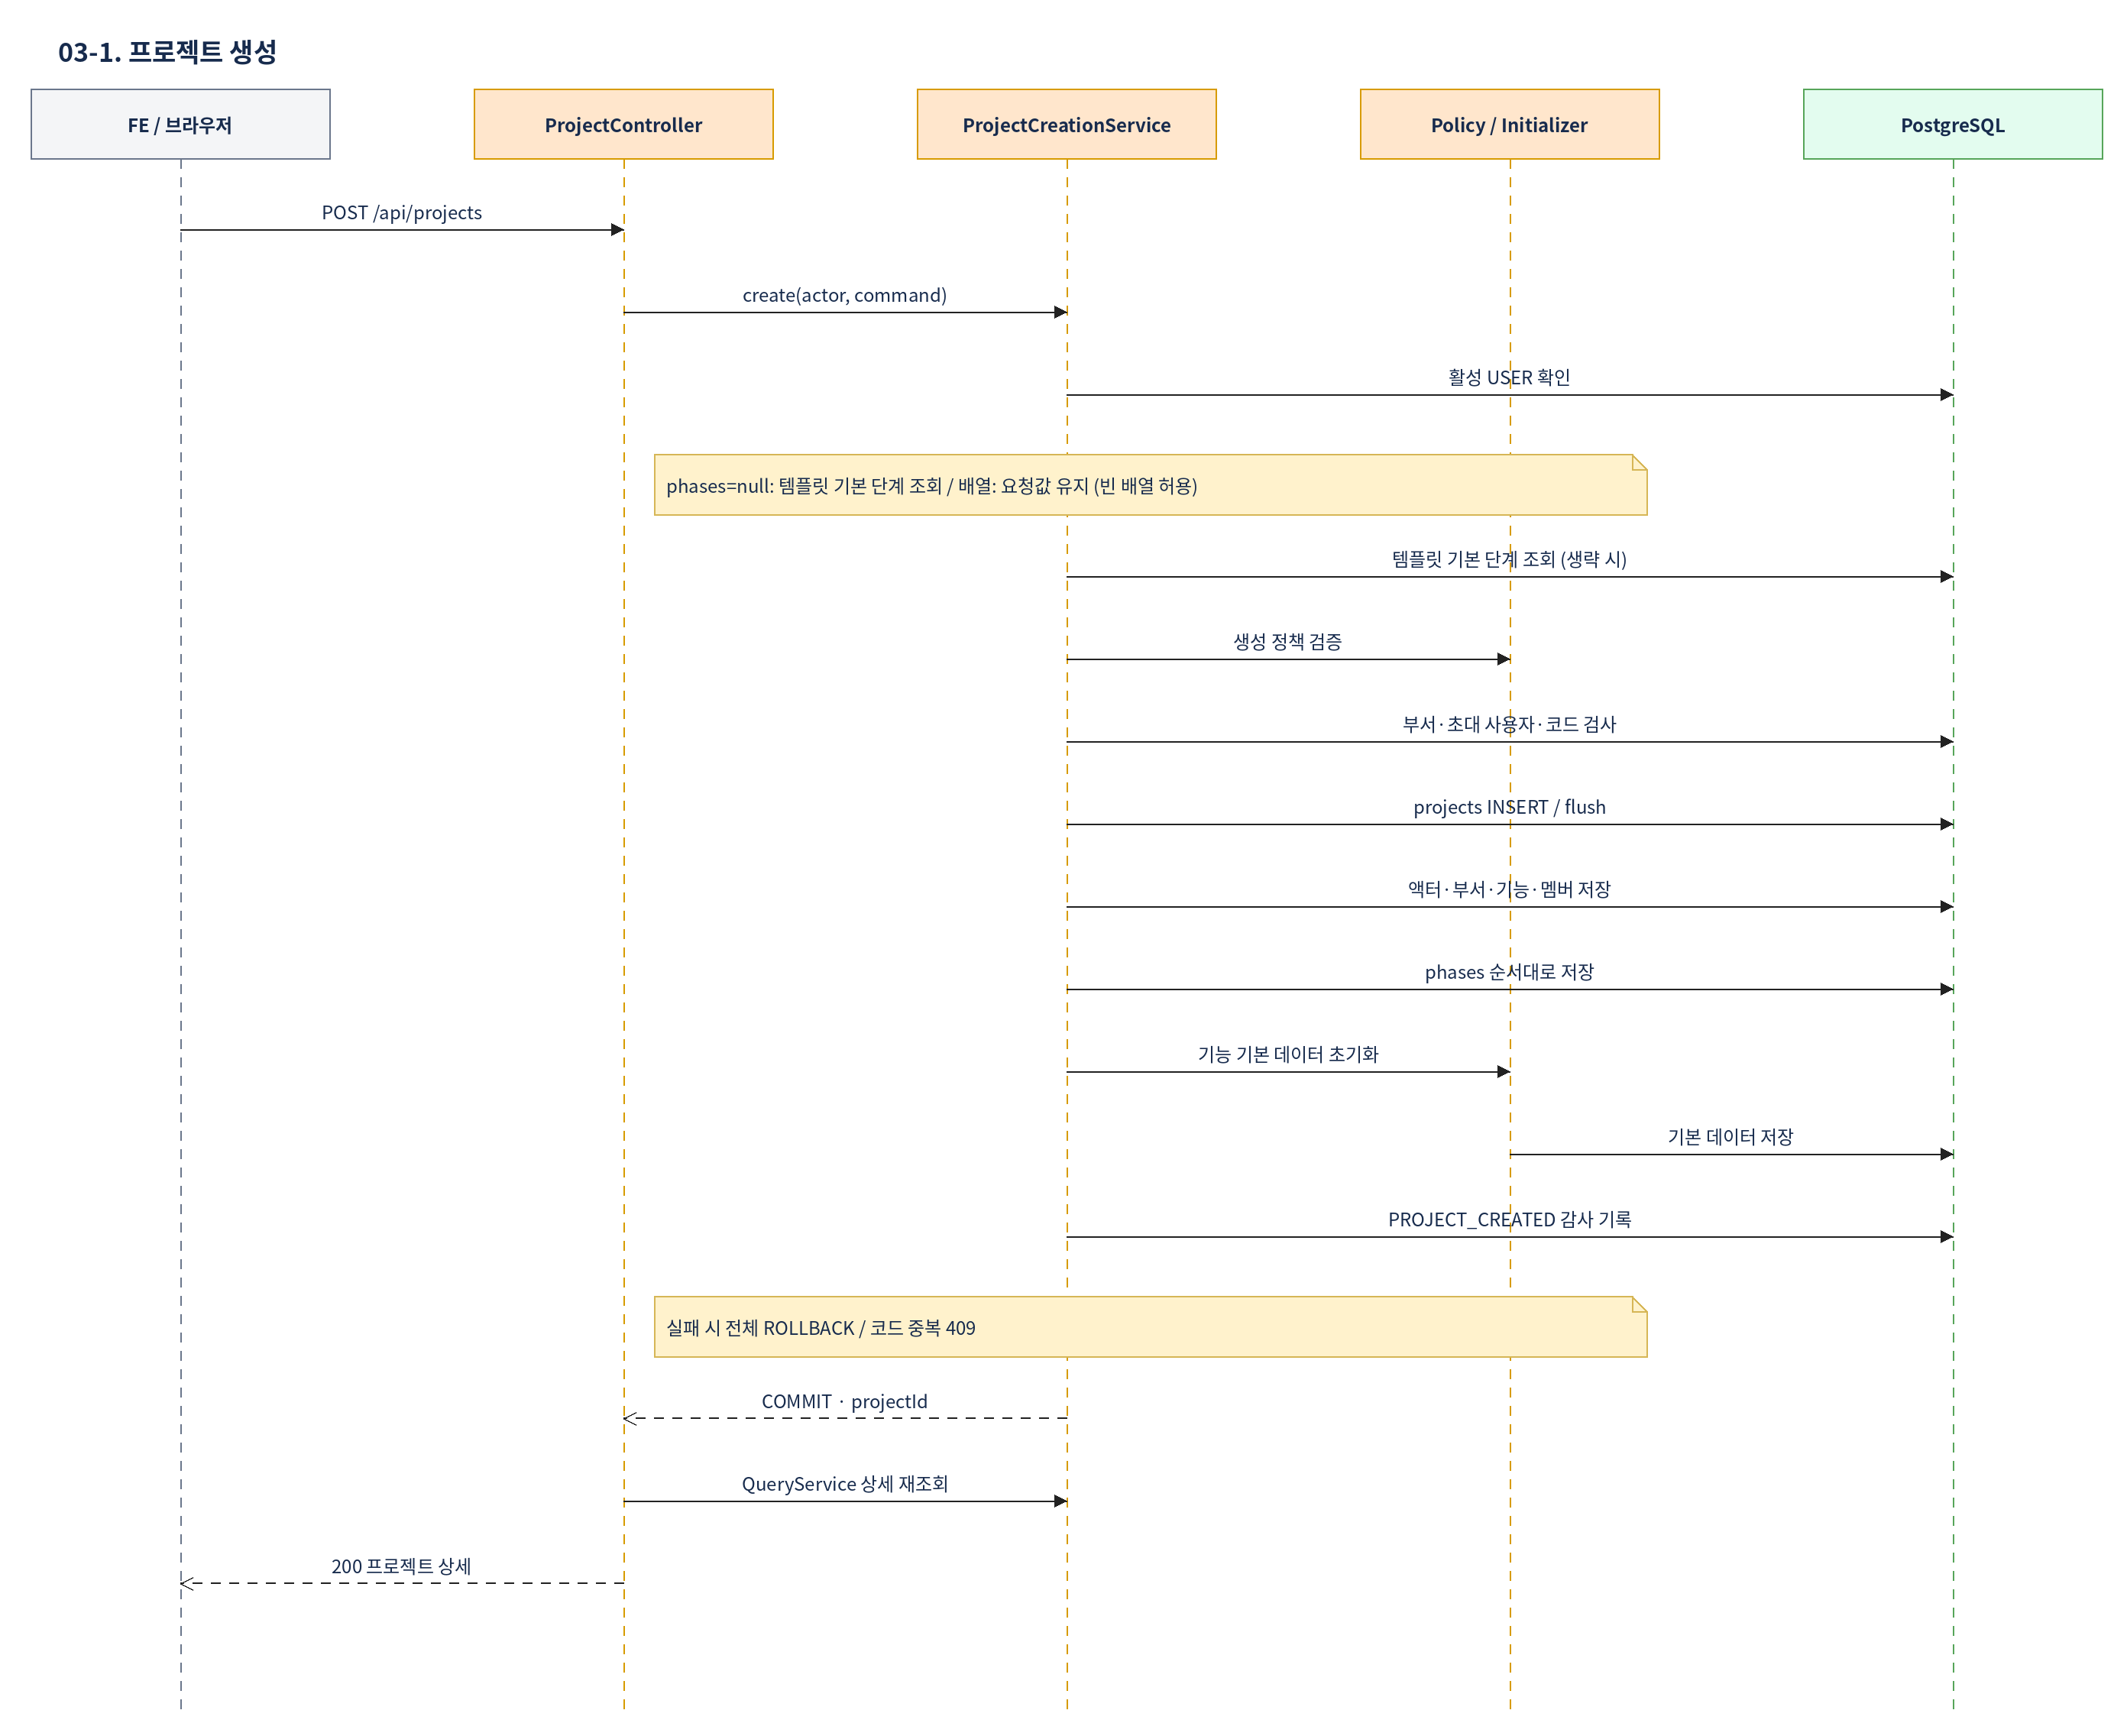 03-1. 프로젝트 생성
FE / 브라우저
ProjectController
ProjectCreationService
Policy / Initializer
PostgreSQL
POST /api/projects
create(actor, command)
활성 USER 확인
phases=null: 템플릿 기본 단계 조회 / 배열: 요청값 유지 (빈 배열 허용)
템플릿 기본 단계 조회 (생략 시)
생성 정책 검증
부서·초대 사용자·코드 검사
projects INSERT / flush
액터·부서·기능·멤버 저장
phases 순서대로 저장
기능 기본 데이터 초기화
기본 데이터 저장
PROJECT_CREATED 감사 기록
실패 시 전체 ROLLBACK / 코드 중복 409
COMMIT · projectId
QueryService 상세 재조회
200 프로젝트 상세